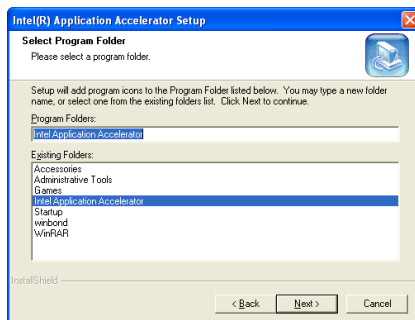 Intel(R) Application Accelerator Setup
Select Program Folder
Please select a program folder.
Setup will add program icons to the Program Folder listed below. You may type a new folder
name, or select one from the existing folders list. Click Next to continue.
Program Folders:
Intel Application Accelerator
Existing Folders:
Accessories
Administrative Tools
Games
Intel Application Accelerator
Startup
winbond
WinRAR
InstallShield
< Back
Next >
Cancel